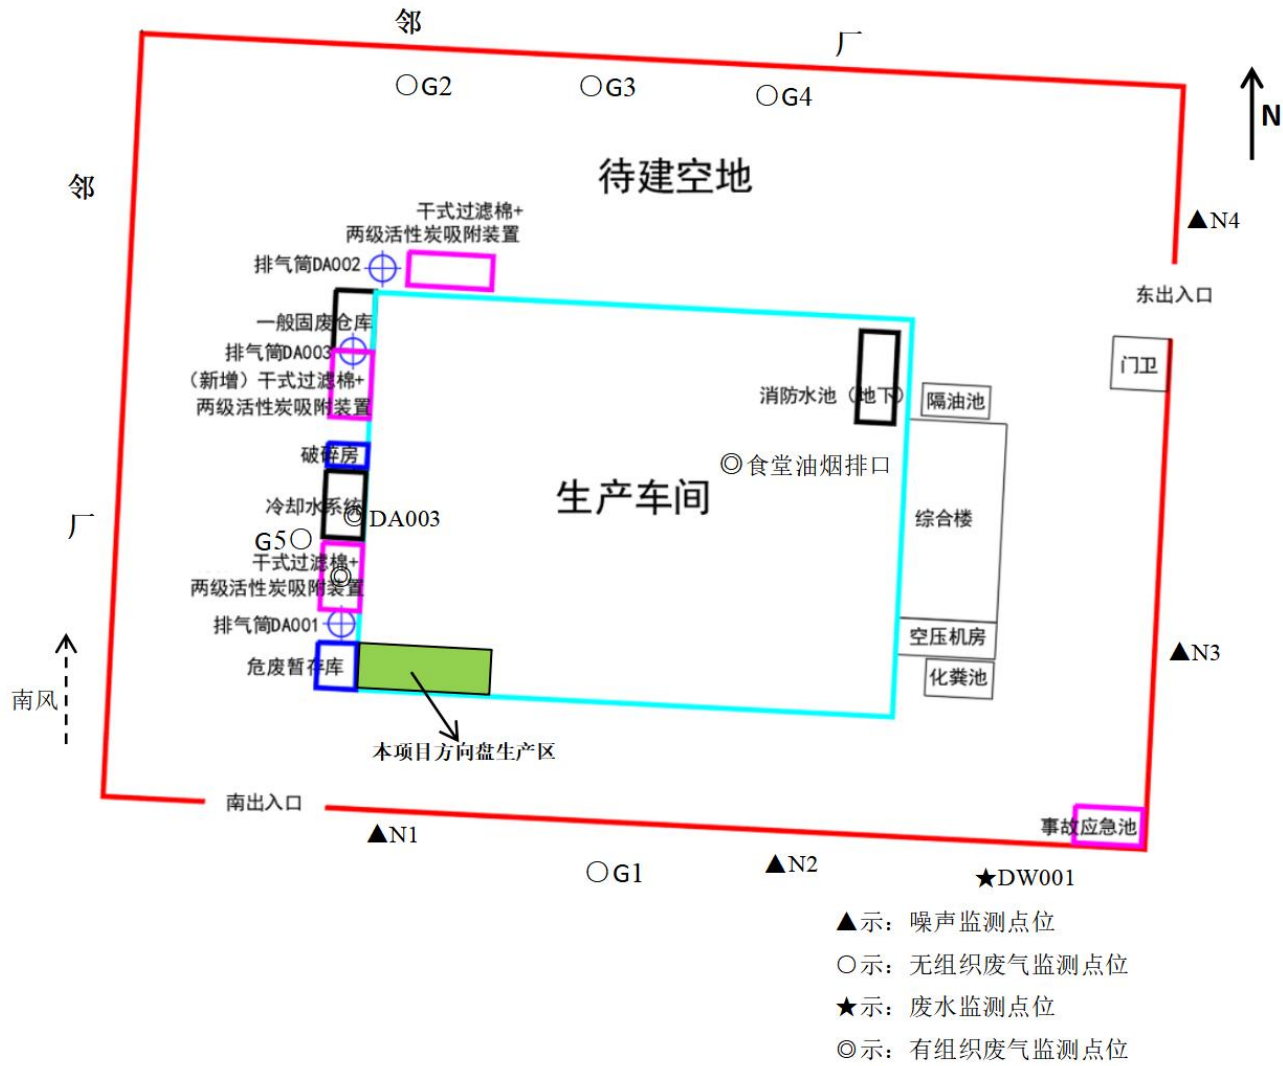 邻
厂
○G2
○G3
○G4
N
待建空地
邻
▲N4
干式过滤棉+
两级活性炭吸附装置
排气筒DA002
东出入口
一般固废仓库
排气筒DA003
门卫
（新增）干式过滤棉+
两级活性炭吸附装置
消防水池（地下）
隔油池
破碎房
◎食堂油烟排口
生产车间
冷却水系统
◎DA003
综合楼
厂
G5○
干式过滤棉+
两级活性炭吸附装置
◎
排气筒DA001
空压机房
▲N3
危废暂存库
化粪池
南风
本项目方向盘生产区
南出入口
事故应急池
▲N1
▲N2
○G1
★DW001
▲示：噪声监测点位
○示：无组织废气监测点位
★示：废水监测点位
◎示：有组织废气监测点位